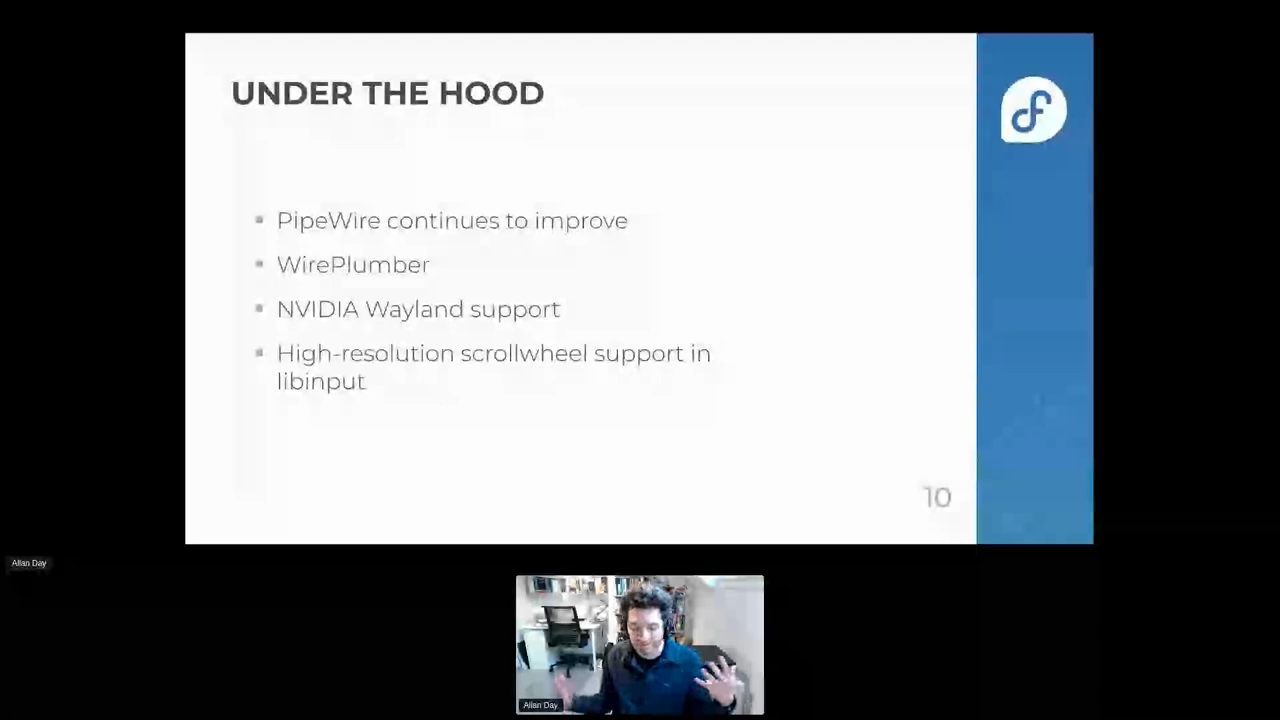 UNDER THE HOOD
PipeWire continues to improve
WirePlumber
NVIDIA Wayland support
High-resolution scrollwheel support in
libinput
10
Allan Day
Allan Day